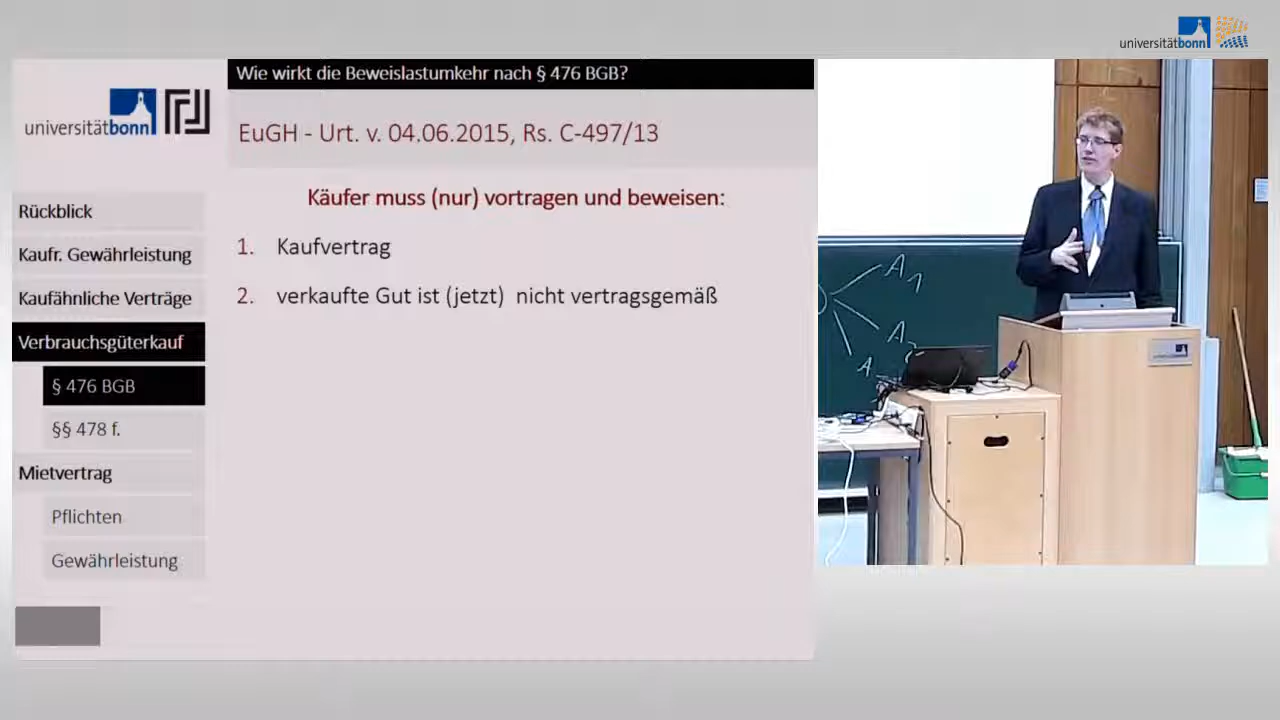 universitätbonn
Wie wirkt die Beweislastumkehr nach § 476 BGB?
universitätbonn
EuGH - Urt. v. 04.06.2015, Rs. C-497/13
Käufer muss (nur) vortragen und beweisen:
1. Kaufvertrag
2. verkaufte Gut ist (jetzt) nicht vertragsgemäß
Rückblick
Kaufr. Gewährleistung
Kaufähnliche Verträge
Verbrauchsgüterkauf
§ 476 BGB
§§ 478 f.
Mietvertrag
Pflichten
Gewährleistung
A1
A
A